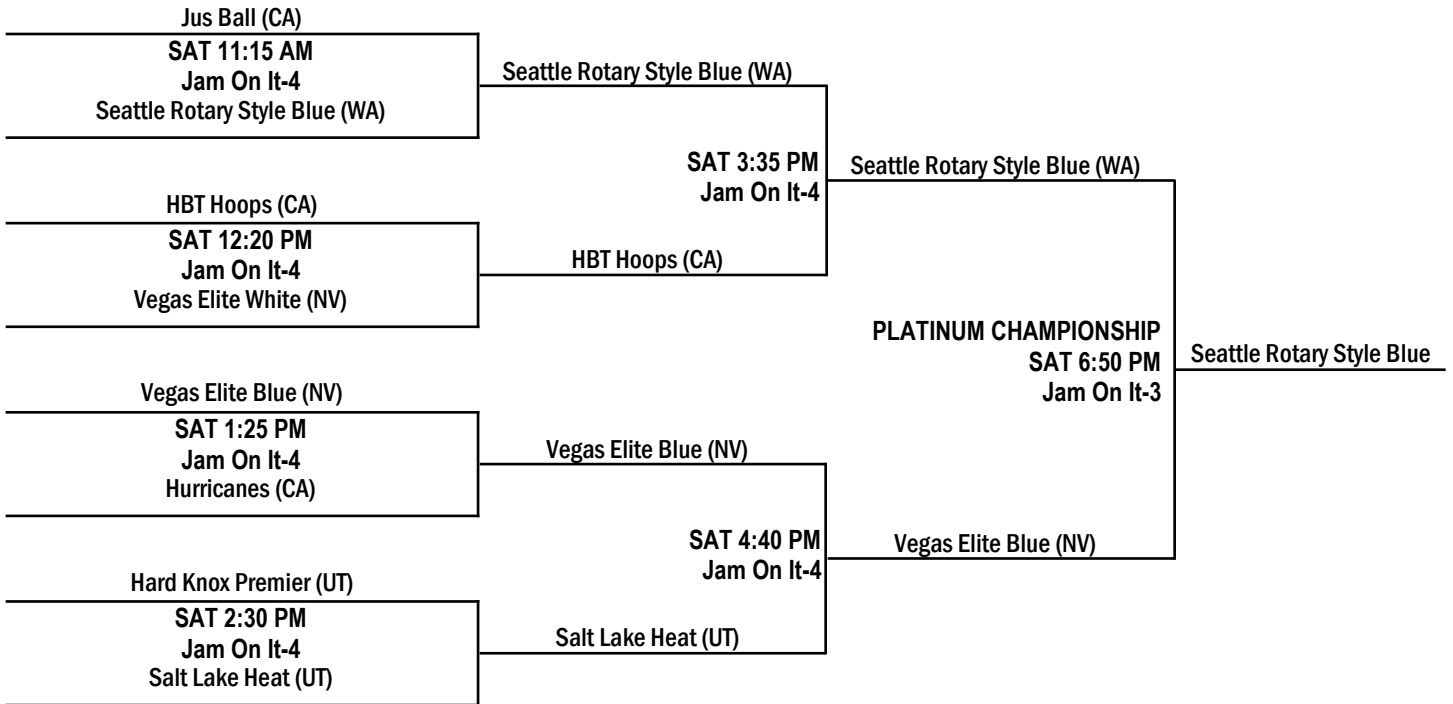 Jus Ball (CA)
SAT 11:15 AM
Jam On It-4
Seattle Rotary Style Blue (WA)
HBT Hoops (CA)
SAT 12:20 PM
Jam On It-4
Vegas Elite White (NV)
Vegas Elite Blue (NV)
SAT 1:25 PM
Jam On It-4
Hurricanes (CA)
Hard Knox Premier (UT)
SAT 2:30 PM
Jam On It-4
Salt Lake Heat (UT)
Seattle Rotary Style Blue (WA)
SAT 3:35 PM
Jam On It-4
HBT Hoops (CA)
Vegas Elite Blue (NV)
SAT 4:40 PM
Jam On It-4
Salt Lake Heat (UT)
Seattle Rotary Style Blue (WA)
PLATINUM CHAMPIONSHIP
SAT 6:50 PM
Jam On It-3
Vegas Elite Blue (NV)
Seattle Rotary Style Blue